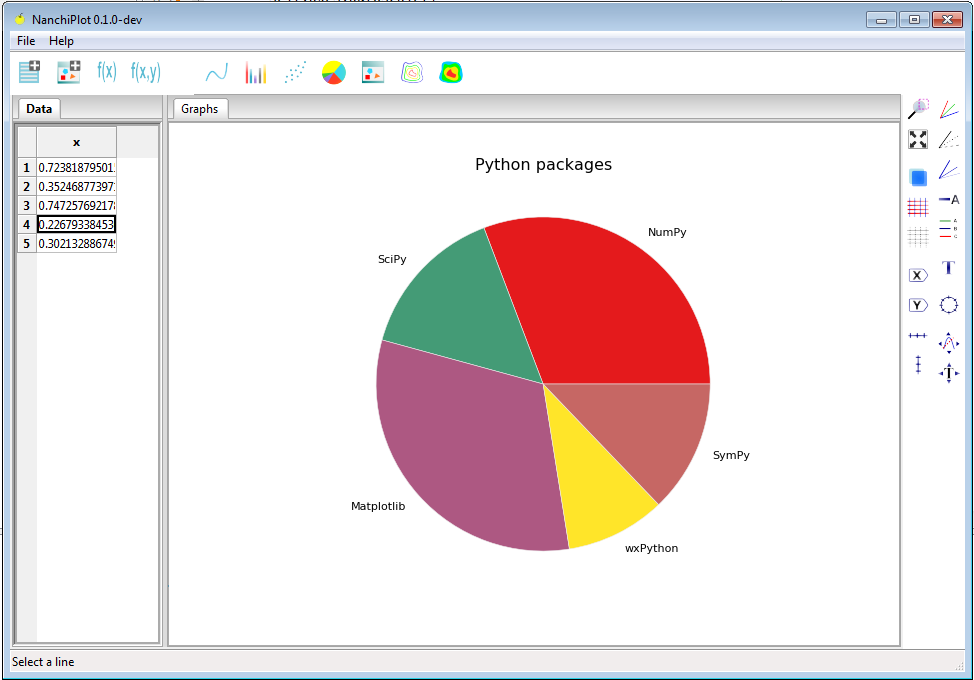 NanchiPlot 0.1.0-dev
File Help
f(x) f(x,y)
Data
Graphs
x
1 0.72381879501
2 0.35246877397
3 0.74725769217
4 0.22679338453
5 0.30213288674
Python packages
NumPy
SciPy
Matplotlib
wxPython
SymPy
A
A
B
C
T
X
Y
T
Select a line